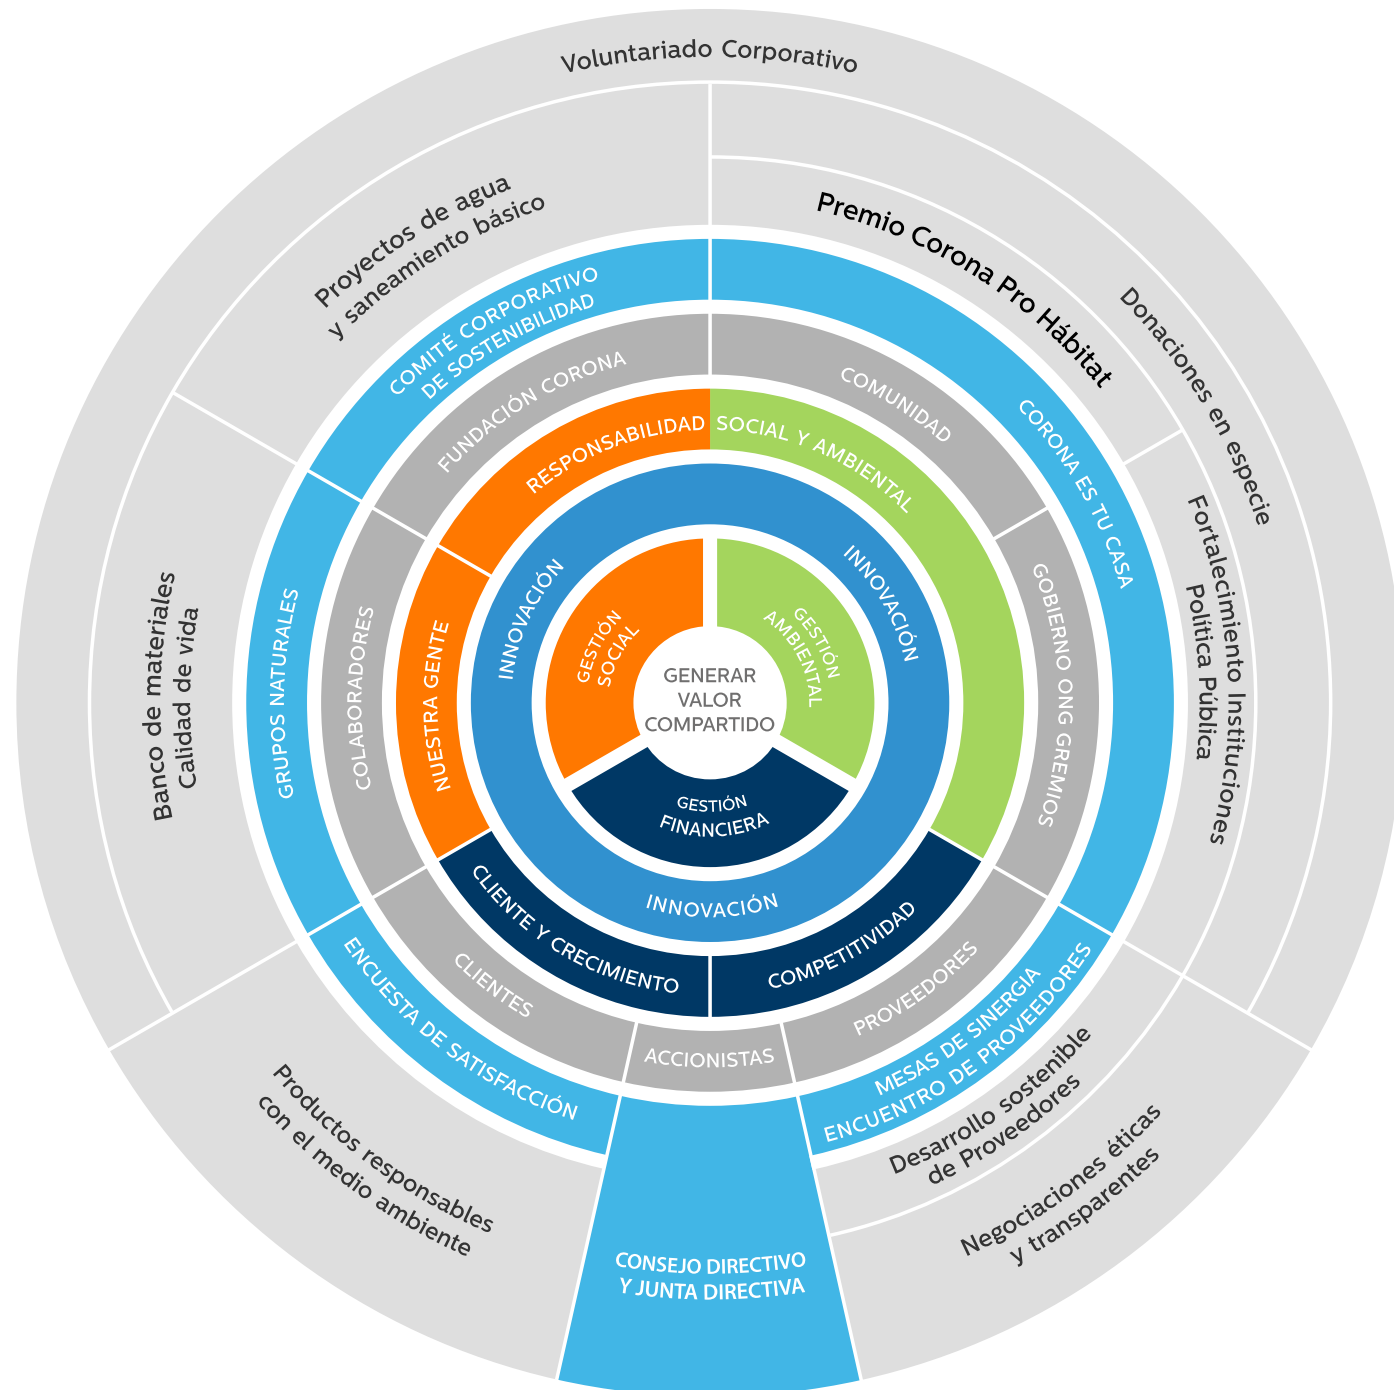 Voluntariado Corporativo
Proyectos de agua
y saneamiento básico
Premio Corona Pro Hábitat
Donaciones en especie
COMITÉ CORPORATIVO
DE SOSTENIBILIDAD
CORONA ES TU CASA
FUNDACIÓN CORONA
COMUNIDAD
RESPONSABILIDAD
SOCIAL Y AMBIENTAL
Fortalecimiento Instituciones
Política Pública
Banco de materiales
Calidad de vida
GRUPOS NATURALES
COLABORADORES
NUESTRA GENTE
INNOVACIÓN
INNOVACIÓN
GOBIERNO ONG GREMIOS
GESTIÓN
SOCIAL
GESTIÓN
AMBIENTAL
GENERAR
VALOR
COMPARTIDO
GESTIÓN
FINANCIERA
INNOVACIÓN
CLIENTE Y CRECIMIENTO
COMPETITIVIDAD
CLIENTES
ACCIONISTAS
PROVEEDORES
ENCUESTA DE SATISFACCIÓN
MESAS DE SINERGIA
ENCUENTRO DE PROVEEDORES
Productos responsables
con el medio ambiente
Desarrollo sostenible
de Proveedores
Negociaciones éticas
y transparentes
CONSEJO DIRECTIVO
Y JUNTA DIRECTIVA